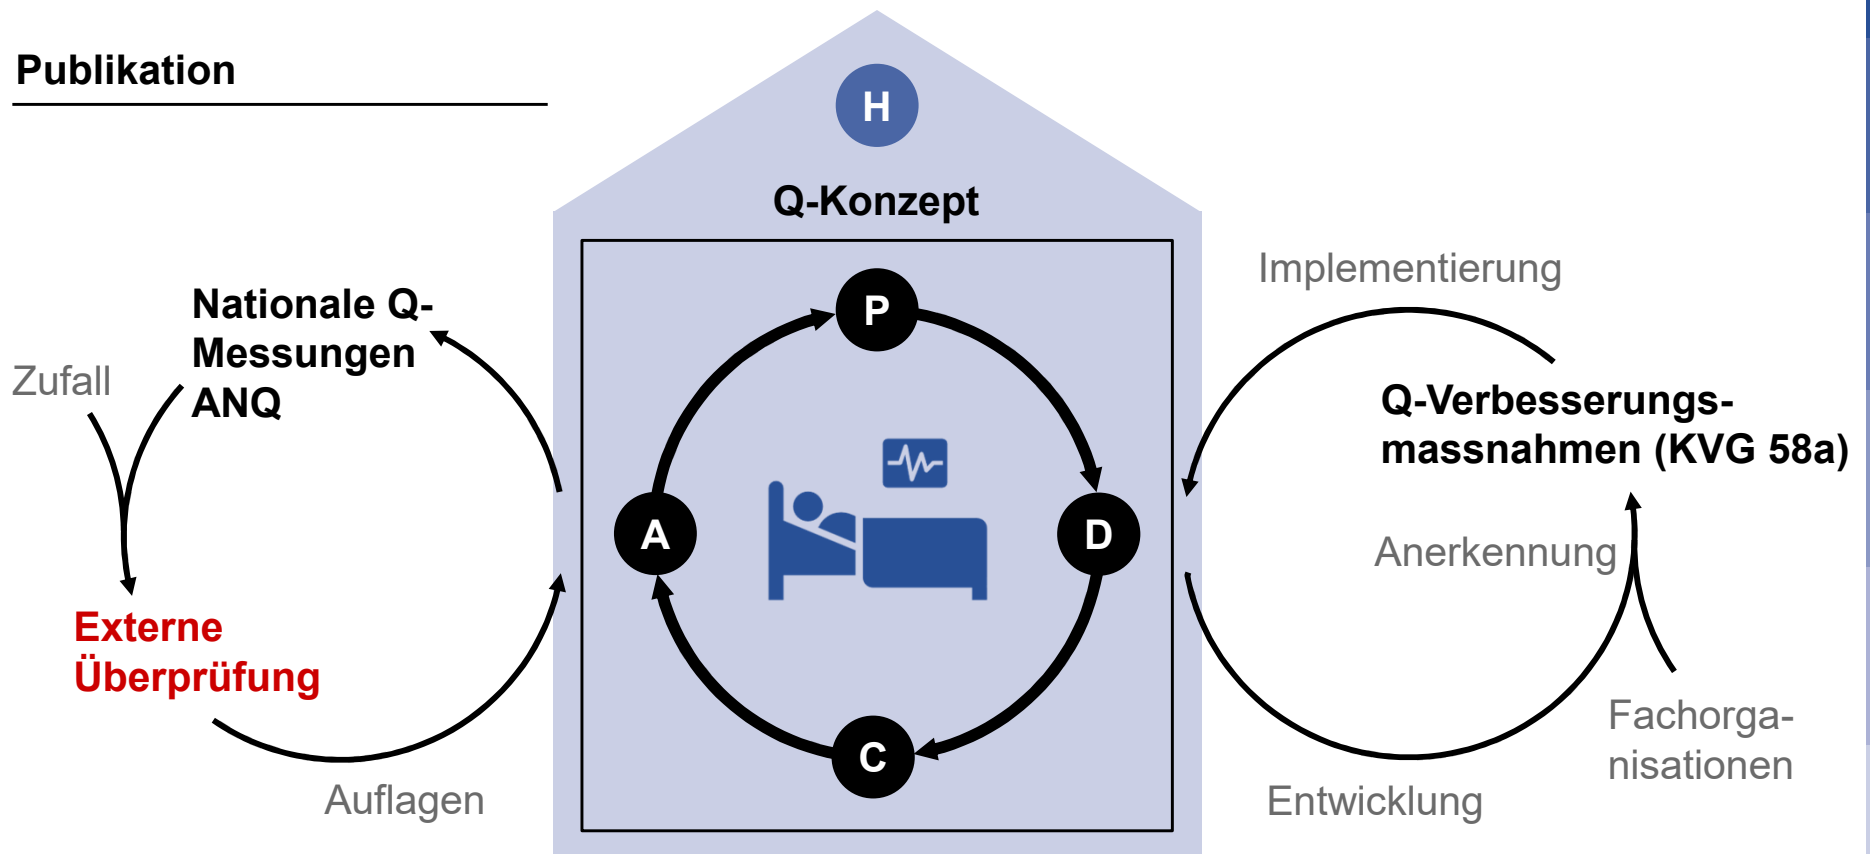 Publikation
H
Q-Konzept
Nationale Q-
Messungen
ANQ
Zufall
Externe
Überprüfung
Auflagen
P
A
D
C
Implementierung
Q-Verbesserungs-
massnahmen (KVG 58a)
Anerkennung
Fachorga-
nisationen
Entwicklung